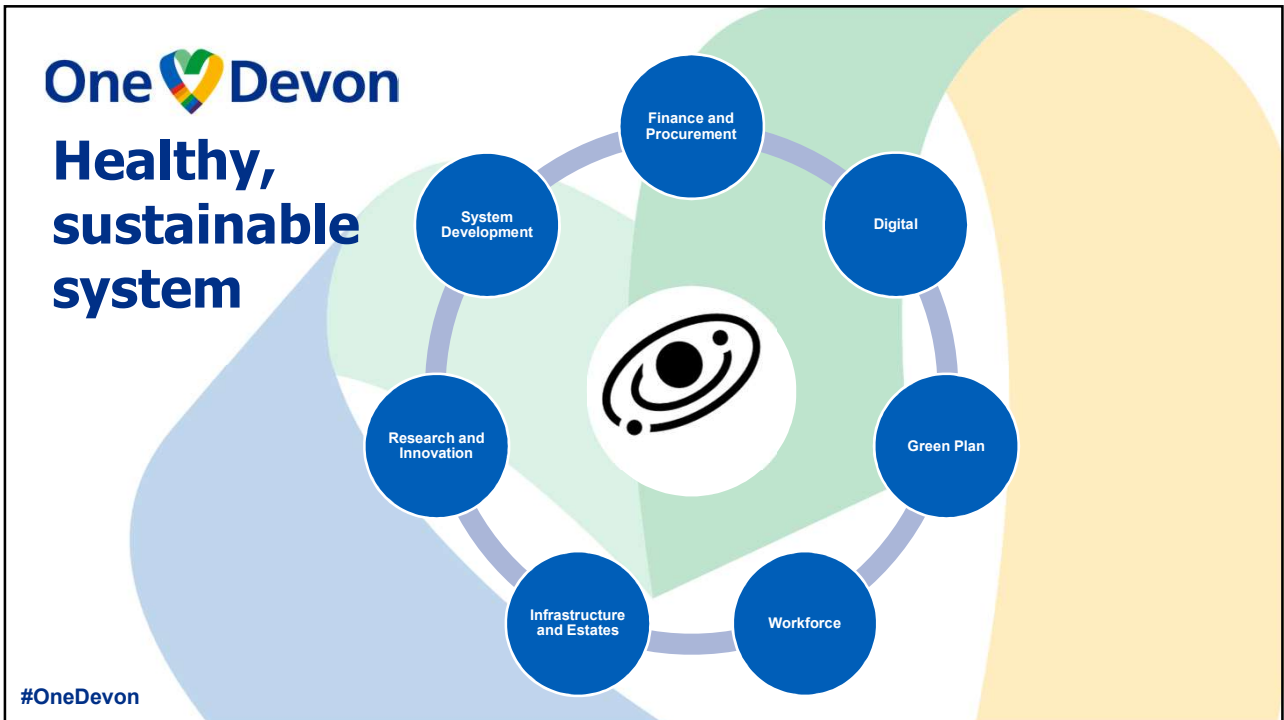 One Devon
Healthy,
sustainable
system
Finance and
Procurement
Digital
Green Plan
Workforce
Infrastructure
and Estates
Research and
Innovation
System
Development
#OneDevon